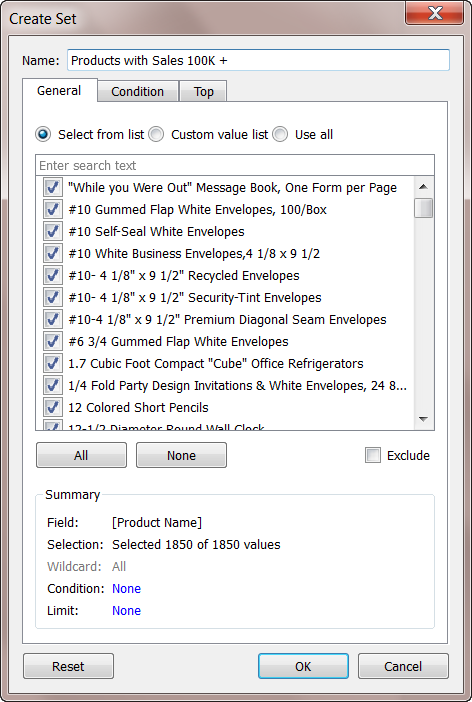 Create Set
Name: Products with Sales 100K +
General Condition Top
Select from list Custom value list Use all
Enter search text
"While you Were Out" Message Book, One Form per Page
#10 Gummed Flap White Envelopes, 100/Box
#10 Self-Seal White Envelopes
#10 White Business Envelopes,4 1/8 x 9 1/2
#10- 4 1/8" x 9 1/2" Recycled Envelopes
#10- 4 1/8" x 9 1/2" Security-Tint Envelopes
#10-4 1/8" x 9 1/2" Premium Diagonal Seam Envelopes
#6 3/4 Gummed Flap White Envelopes
1.7 Cubic Foot Compact "Cube" Office Refrigerators
1/4 Fold Party Design Invitations & White Envelopes, 24 8...
12 Colored Short Pencils
12-1/2 Diameter Round Wall Clock
All None Exclude
Summary
Field: [Product Name]
Selection: Selected 1850 of 1850 values
Wildcard: All
Condition: None
Limit: None
Reset OK Cancel